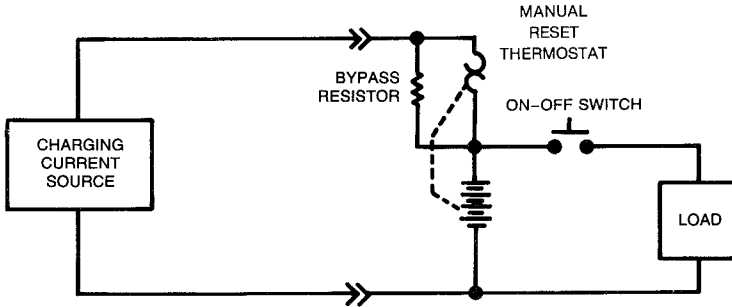 MANUAL
RESET
THERMOSTAT
BYPASS
RESISTOR
ON–OFF SWITCH
CHARGING
CURRENT
SOURCE
LOAD